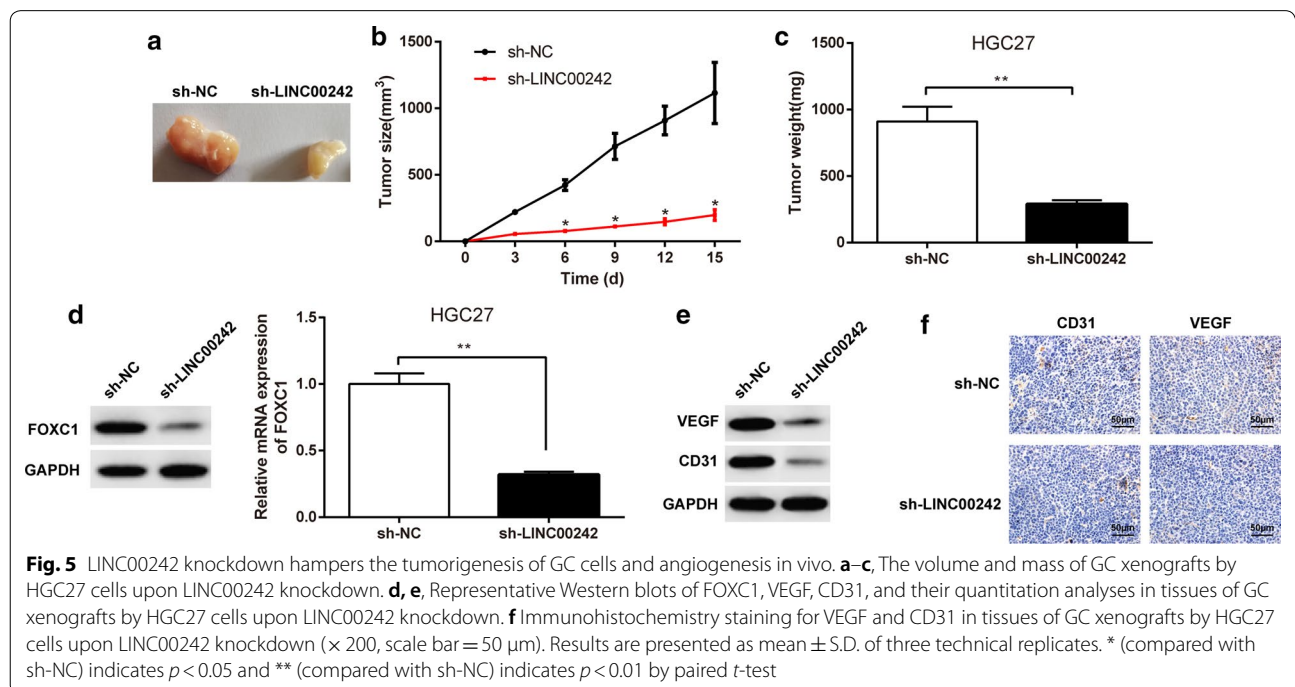 a
sh-NC sh-LINC00242
b
sh-NC
sh-LINC00242
Tumor size(mm³)
1500
1000
500
0
* * * *
0 3 6 9 12 15
Time (d)
c
HGC27
**
Tumor weight(mg)
1500
1000
500
0
sh-NC sh-LINC00242
d
sh-NC sh-LINC00242
FOXC1
GAPDH
HGC27
**
Relative mRNA expression
of FOXC1
1.5
1.0
0.5
0.0
sh-NC sh-LINC00242
e
sh-NC sh-LINC00242
VEGF
CD31
GAPDH
f
CD31 VEGF
sh-NC
50μm 50μm
sh-LINC00242
50μm 50μm
Fig. 5 LINC00242 knockdown hampers the tumorigenesis of GC cells and angiogenesis in vivo. a–c, The volume and mass of GC xenografts by
HGC27 cells upon LINC00242 knockdown. d, e, Representative Western blots of FOXC1, VEGF, CD31, and their quantitation analyses in tissues of GC
xenografts by HGC27 cells upon LINC00242 knockdown. f Immunohistochemistry staining for VEGF and CD31 in tissues of GC xenografts by HGC27
cells upon LINC00242 knockdown (× 200, scale bar = 50 μm). Results are presented as mean ± S.D. of three technical replicates. * (compared with
sh-NC) indicates p < 0.05 and ** (compared with sh-NC) indicates p < 0.01 by paired t-test